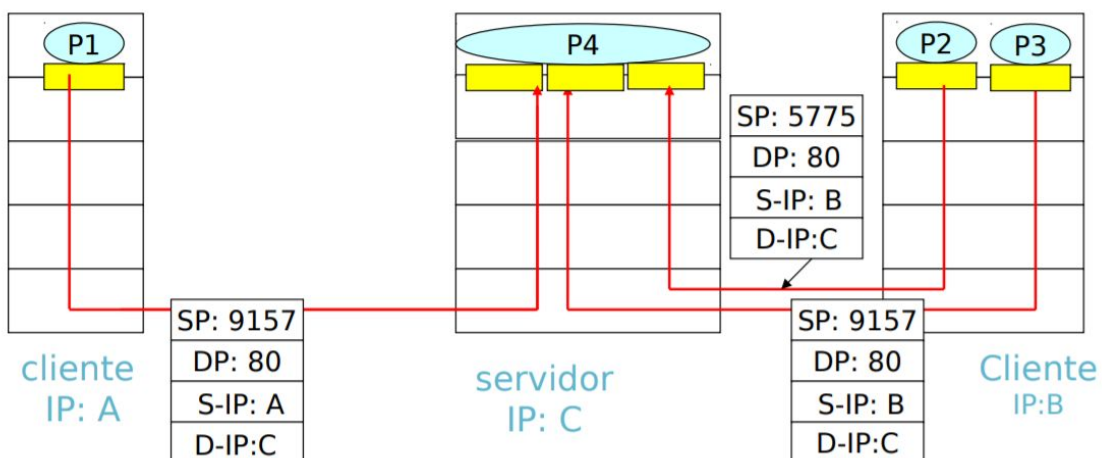 P1
P4
P2
P3
SP: 5775
DP: 80
S-IP: B
D-IP:C
SP: 9157
DP: 80
S-IP: A
D-IP:C
SP: 9157
DP: 80
S-IP: B
D-IP:C
cliente
IP: A
servidor
IP: C
Cliente
IP:B